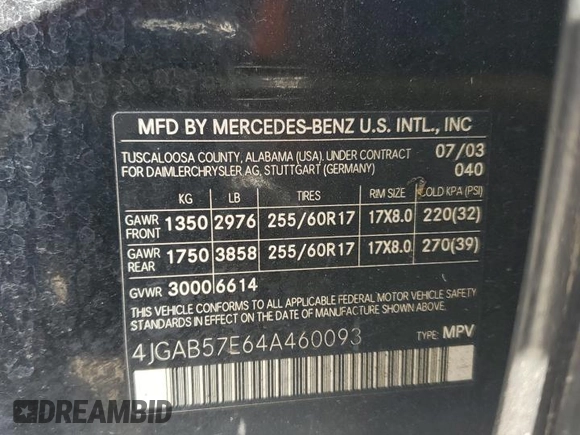 MFD BY MERCEDES-BENZ U.S. INTL., INC
TUSCALOOSA COUNTY, ALABAMA (USA). UNDER CONTRACT 07/03
FOR DAIMLERCHRYSLER AG, STUTTGART (GERMANY) 040
KG LB TIRES RIM SIZE COLD KPA (PSI)
GAWR FRONT 1350 2976 255/60R17 17X8.0 220(32)
GAWR REAR 1750 3858 255/60R17 17X8.0 270(39)
GVWR 3000 6614
THIS VEHICLE CONFORMS TO ALL APPLICABLE FEDERAL MOTOR VEHICLE SAFETY
STANDARDS IN EFFECT ON THE DATE OF MANUFACTURE SHOWN ABOVE.
4JGAB57E64A460093 TYPE: MPV
DREAMBID